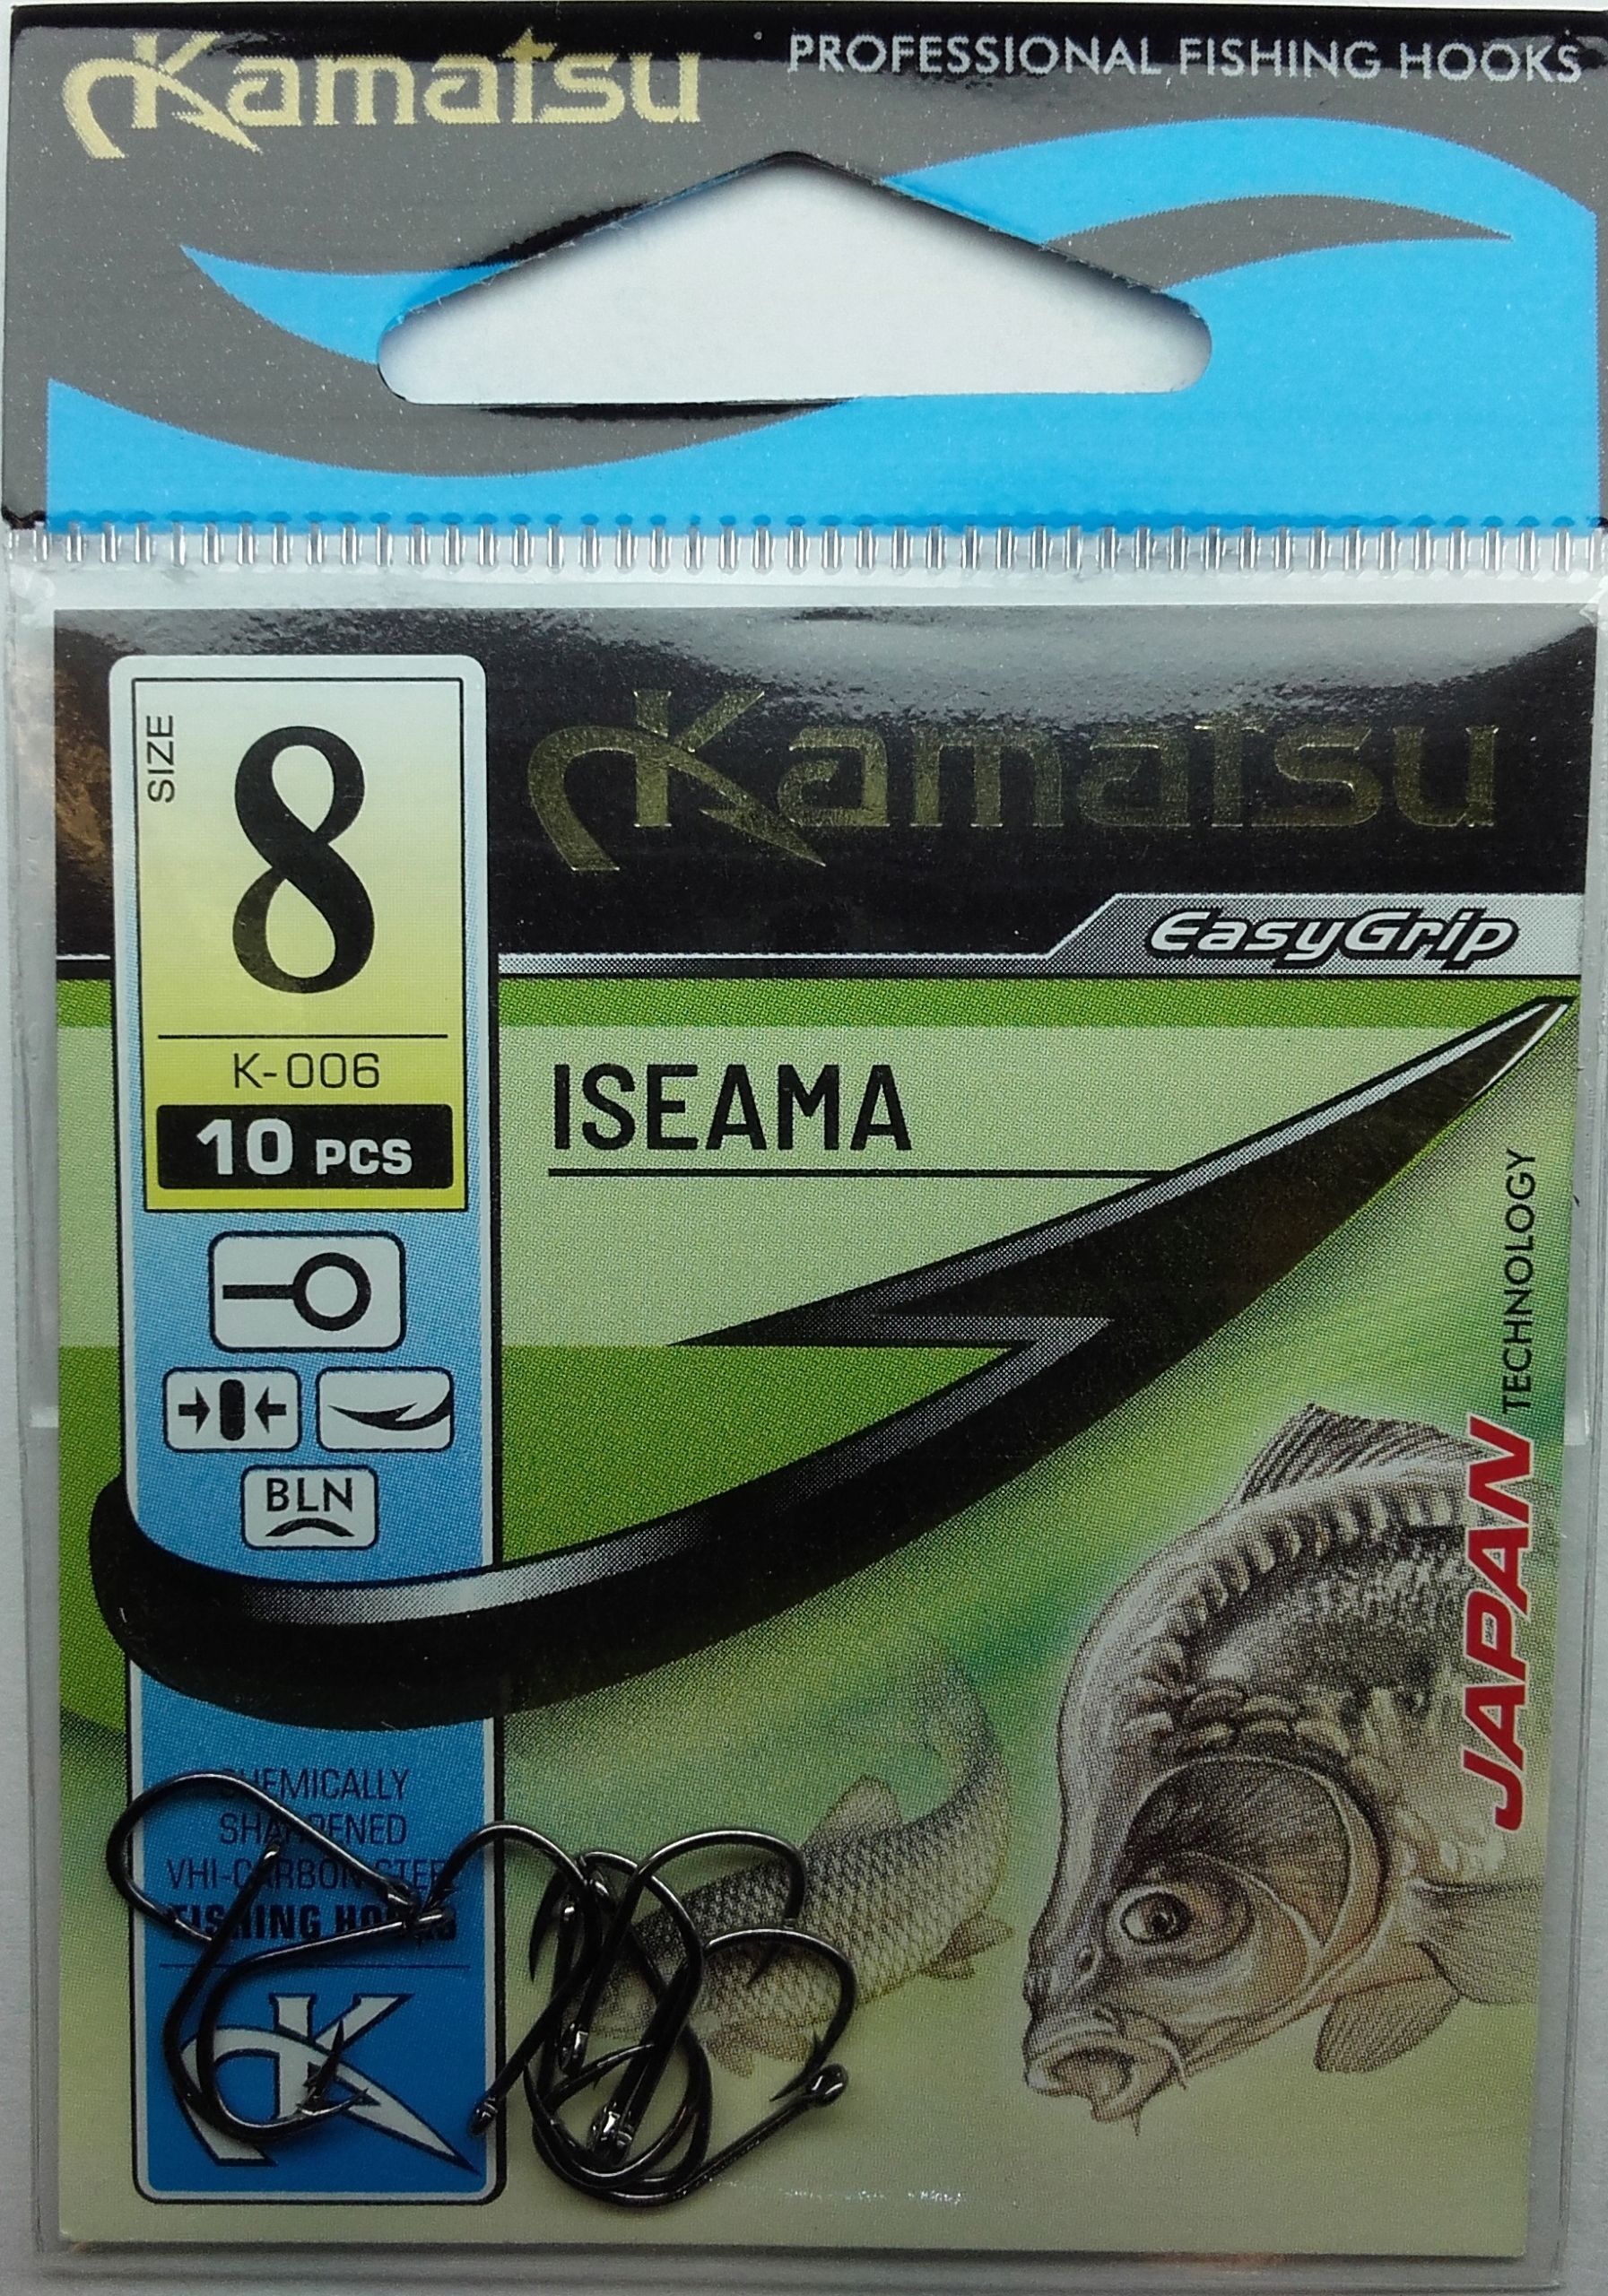 Kamatsu
PROFESSIONAL FISHING HOOKS
SIZE
8
K-006
10 PCS
Kamatsu
EasyGrip
ISEAMA
BLN
JAPAN TECHNOLOGY
CHEMICALLY
SHARPENED
VHI-CARBON STEEL
FISHING HOOKS
K